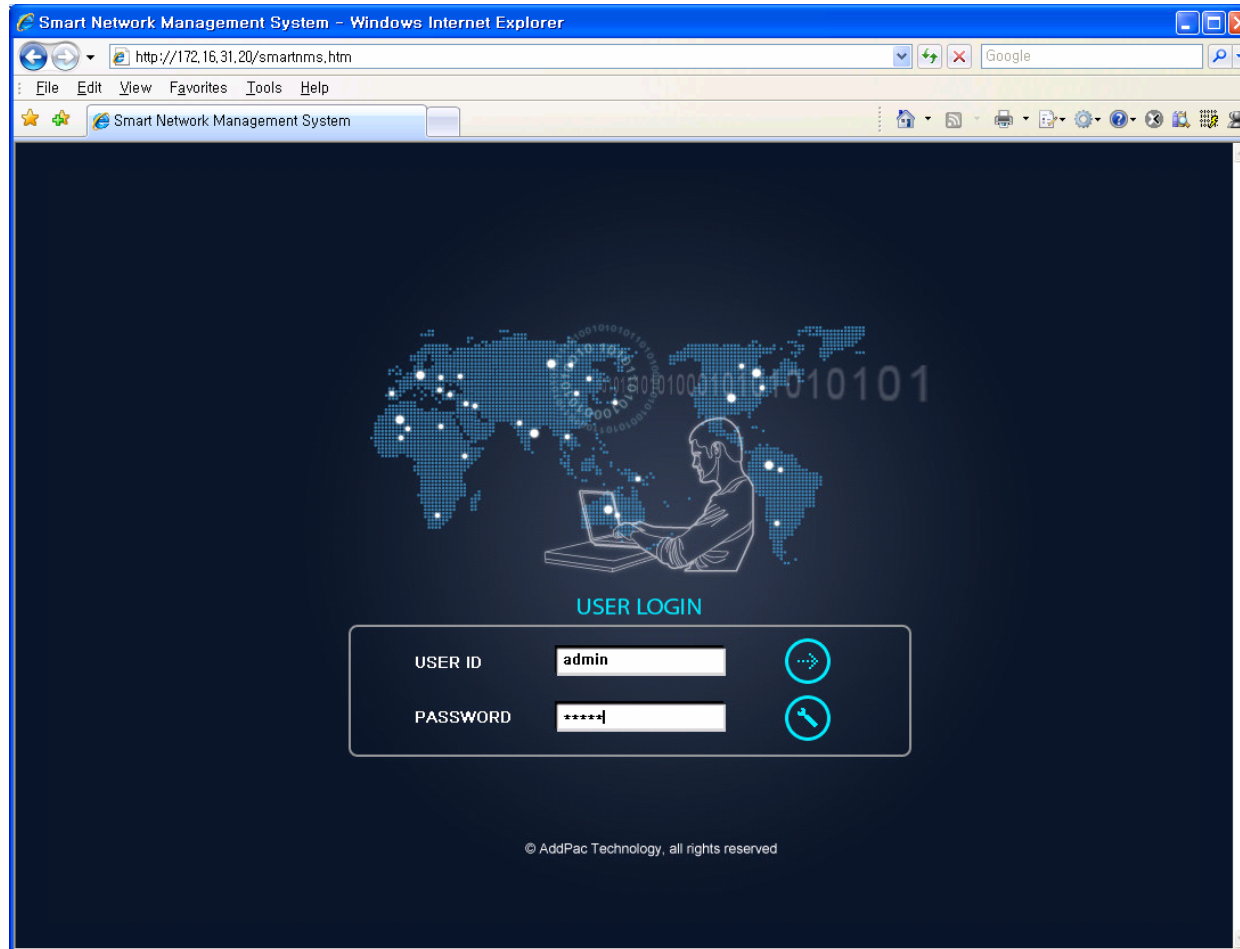 Smart Network Management System - Windows Internet Explorer
http://172.16.31.20/smartnms.htm
Google
File Edit View Favorites Tools Help
Smart Network Management System
010101
USER LOGIN
USER ID
admin
PASSWORD
*****
© AddPac Technology, all rights reserved